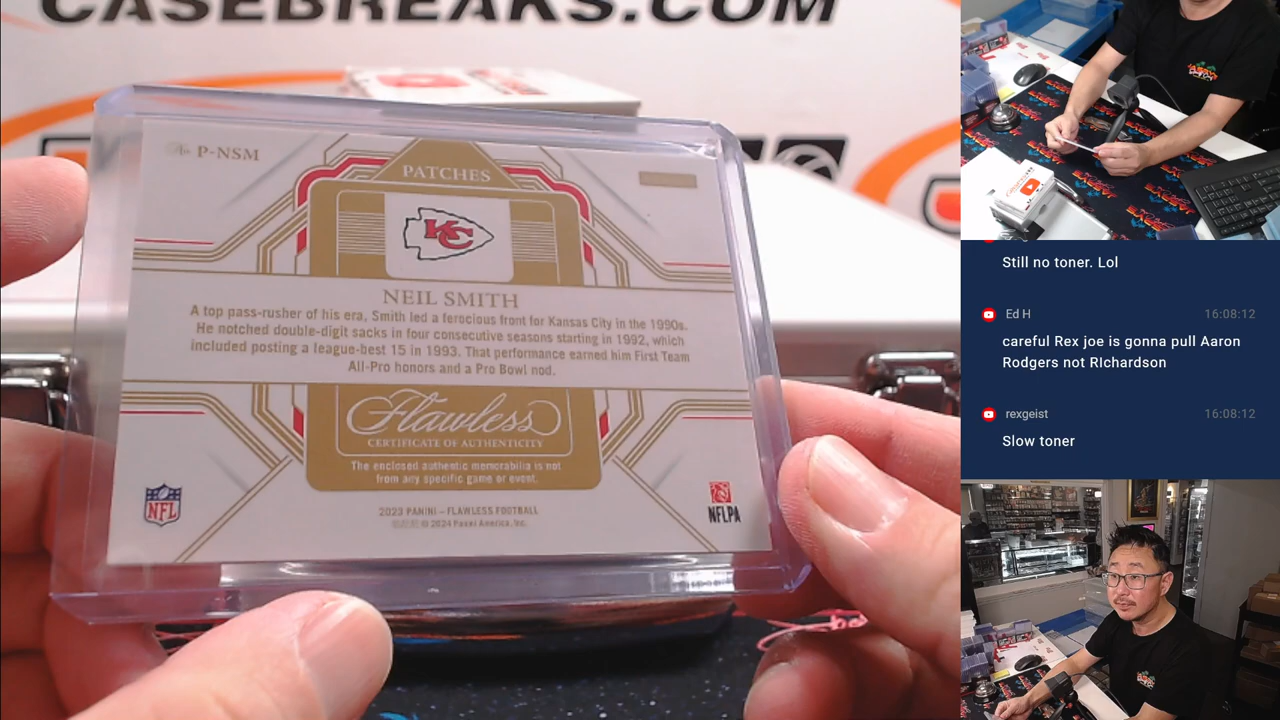 CASEBREAKS.COM
P-NSM
PATCHES
KC
NEIL SMITH
A top pass-rusher of his era, Smith led a ferocious front for Kansas City in the 1990s.
He notched double-digit sacks in four consecutive seasons starting in 1992, which
included posting a league-best 15 in 1993. That performance earned him First Team
All-Pro honors and a Pro Bowl nod.
Flawless
CERTIFICATE OF AUTHENTICITY
The enclosed authentic memorabilia is not
from any specific game or event.
NFL
NFLPA
2023 PANINI – FLAWLESS FOOTBALL
© 2024 Panini America, Inc.
Still no toner. Lol
Ed H 16:08:12
careful Rex joe is gonna pull Aaron
Rodgers not RIchardson
rexgeist 16:08:12
Slow toner